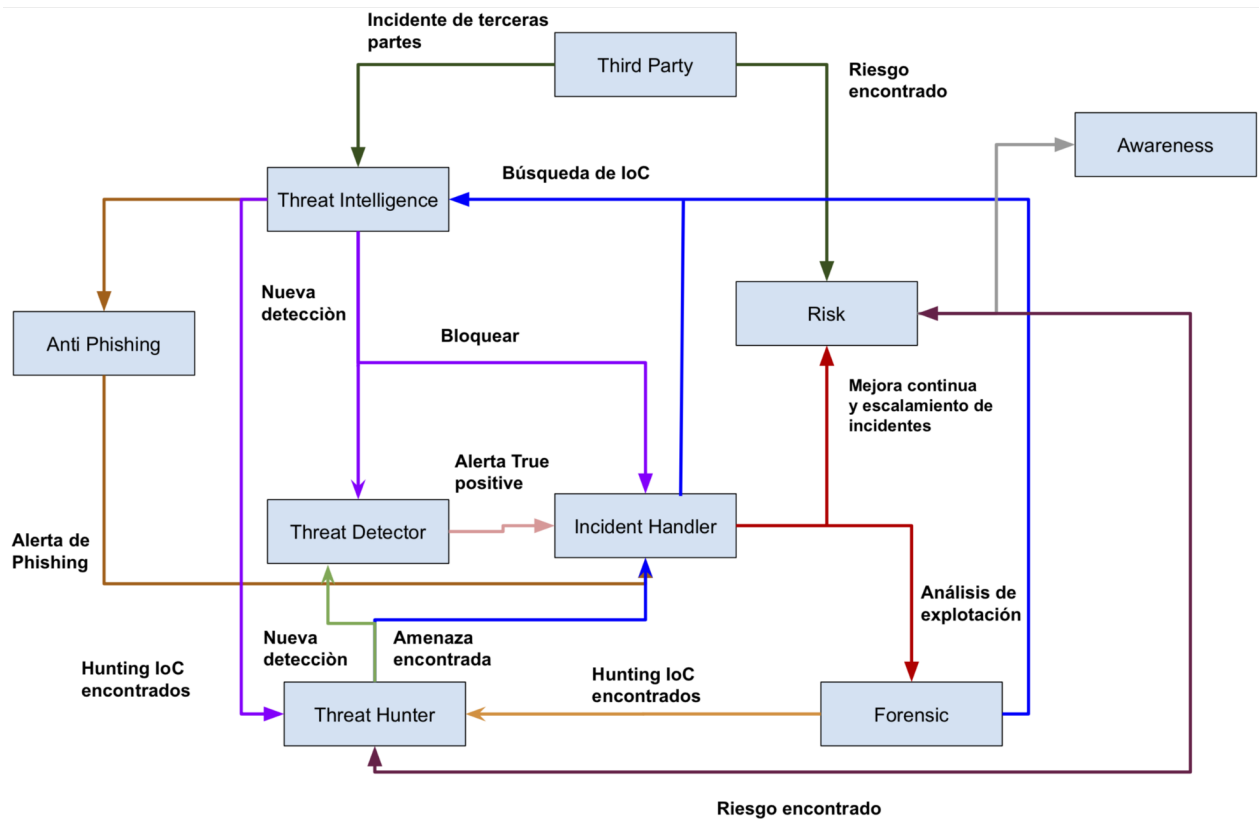 Incidente de terceras
partes
Third Party
Riesgo
encontrado
Awareness
Búsqueda de IoC
Threat Intelligence
Nueva
detecciòn
Risk
Bloquear
Anti Phishing
Mejora continua
y escalamiento de
incidentes
Alerta True
positive
Threat Detector
Incident Handler
Alerta de
Phishing
Análisis de
explotación
Nueva
detecciòn
Amenaza
encontrada
Hunting IoC
encontrados
Hunting IoC
encontrados
Threat Hunter
Forensic
Riesgo encontrado